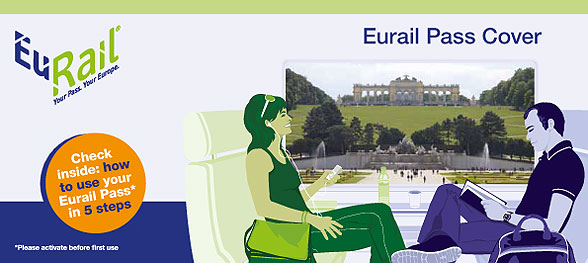 EuRail®
Your Pass. Your Europe.
Eurail Pass Cover
Check
inside: how
to use your
Eurail Pass*
in 5 steps
*Please activate before first use